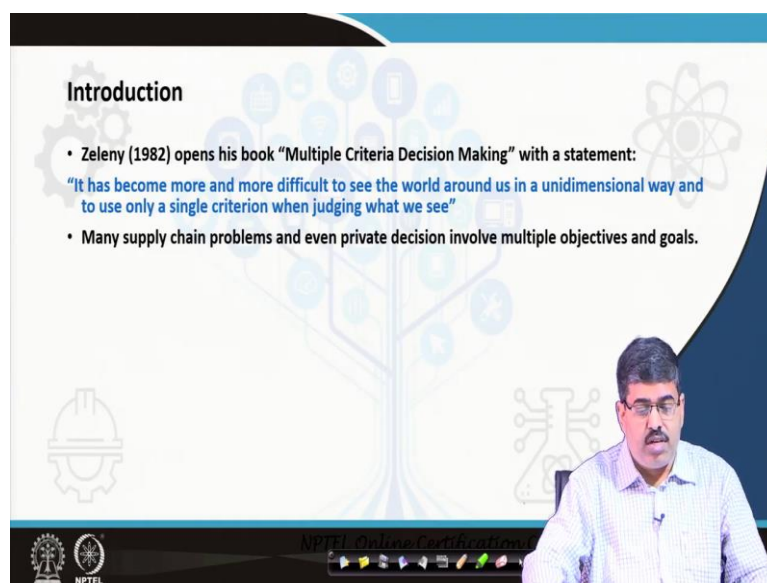 Introduction
• Zeleny (1982) opens his book “Multiple Criteria Decision Making” with a statement:
“It has become more and more difficult to see the world around us in a unidimensional way and
to use only a single criterion when judging what we see”
• Many supply chain problems and even private decision involve multiple objectives and goals.
NPTEL Online Certification C
NPTEL